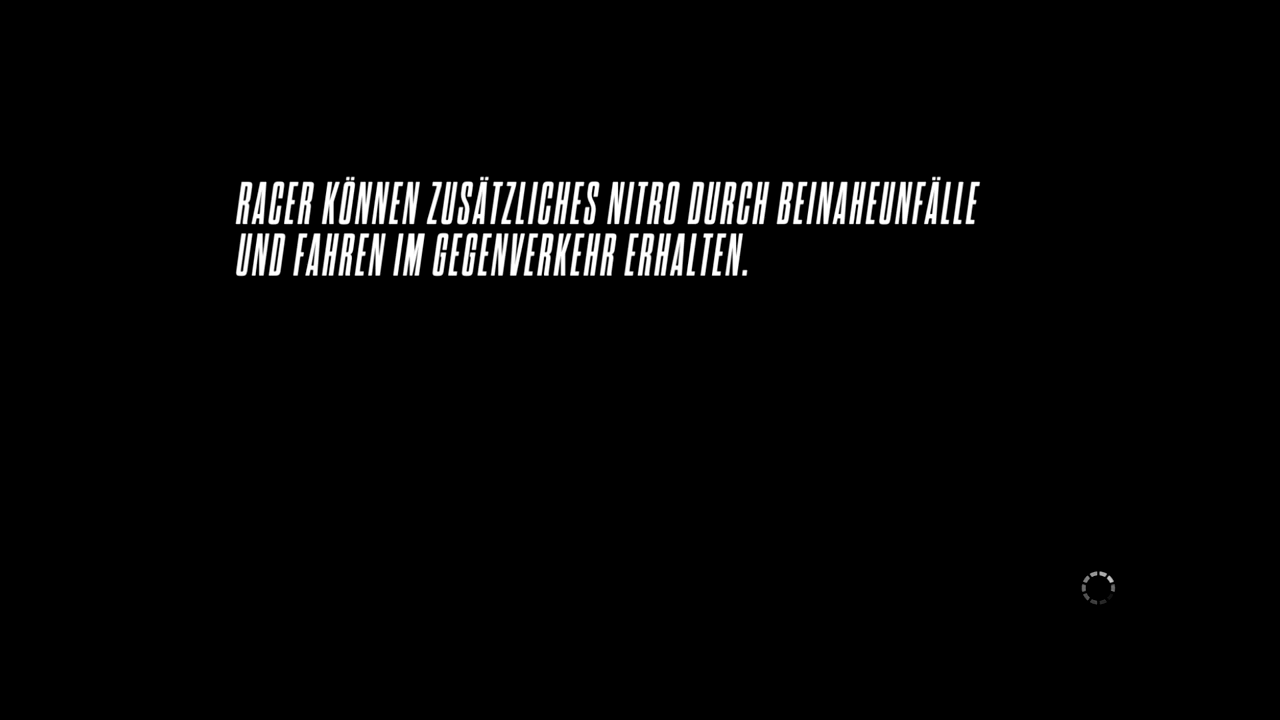 RACER KÖNNEN ZUSÄTZLICHES NITRO DURCH BEINAHEUNFÄLLE
UND FAHREN IM GEGENVERKEHR ERHALTEN.